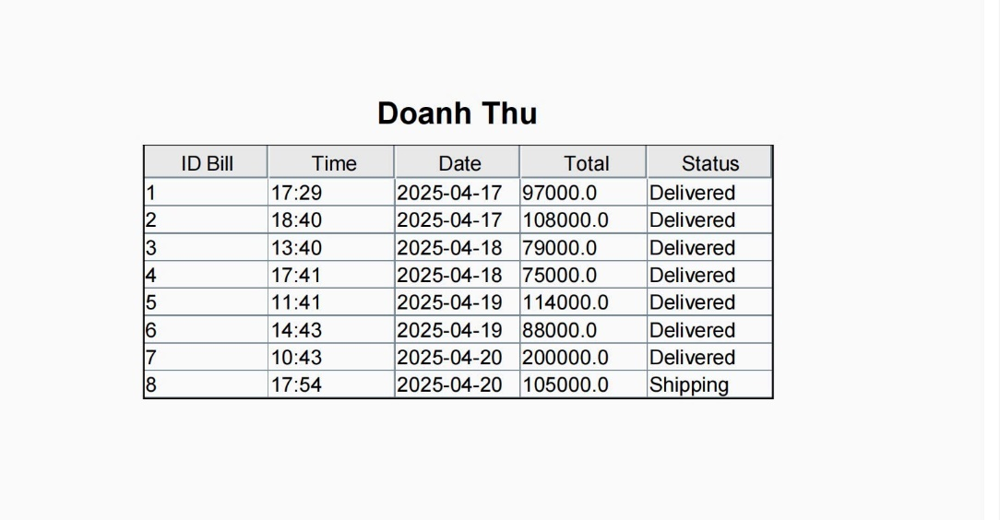 Doanh Thu
ID Bill Time Date Total Status
1 17:29 2025-04-17 97000.0 Delivered
2 18:40 2025-04-17 108000.0 Delivered
3 13:40 2025-04-18 79000.0 Delivered
4 17:41 2025-04-18 75000.0 Delivered
5 11:41 2025-04-19 114000.0 Delivered
6 14:43 2025-04-19 88000.0 Delivered
7 10:43 2025-04-20 200000.0 Delivered
8 17:54 2025-04-20 105000.0 Shipping